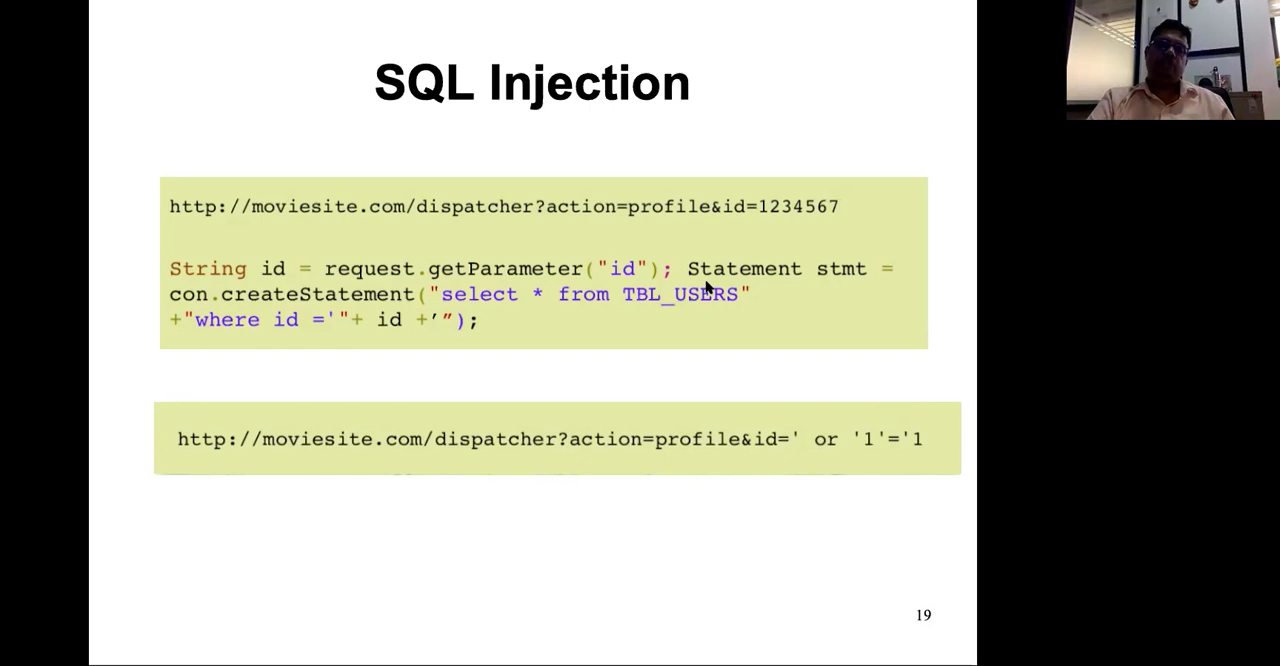 SQL Injection
http://moviesite.com/dispatcher?action=profile&id=1234567
String id = request.getParameter("id"); Statement stmt =
con.createStatement("select * from TBL_USERS"
+"where id ='"+ id +’”);
http://moviesite.com/dispatcher?action=profile&id=' or '1'='1
19